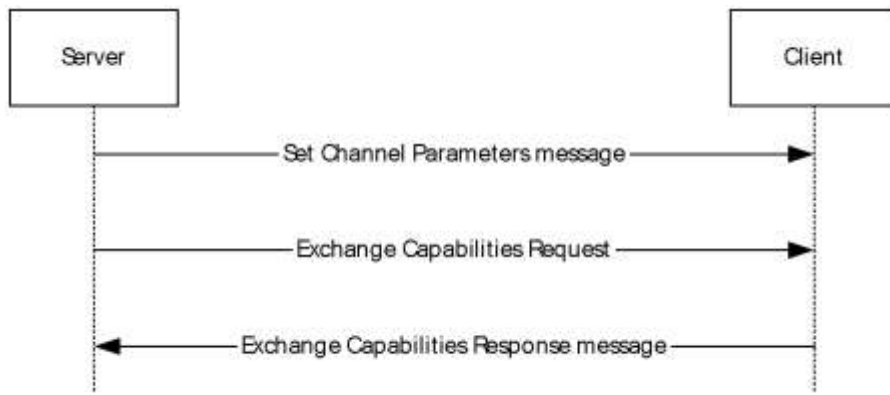 Server
Client
Set Channel Parameters message
Exchange Capabilities Request
Exchange Capabilities Response message